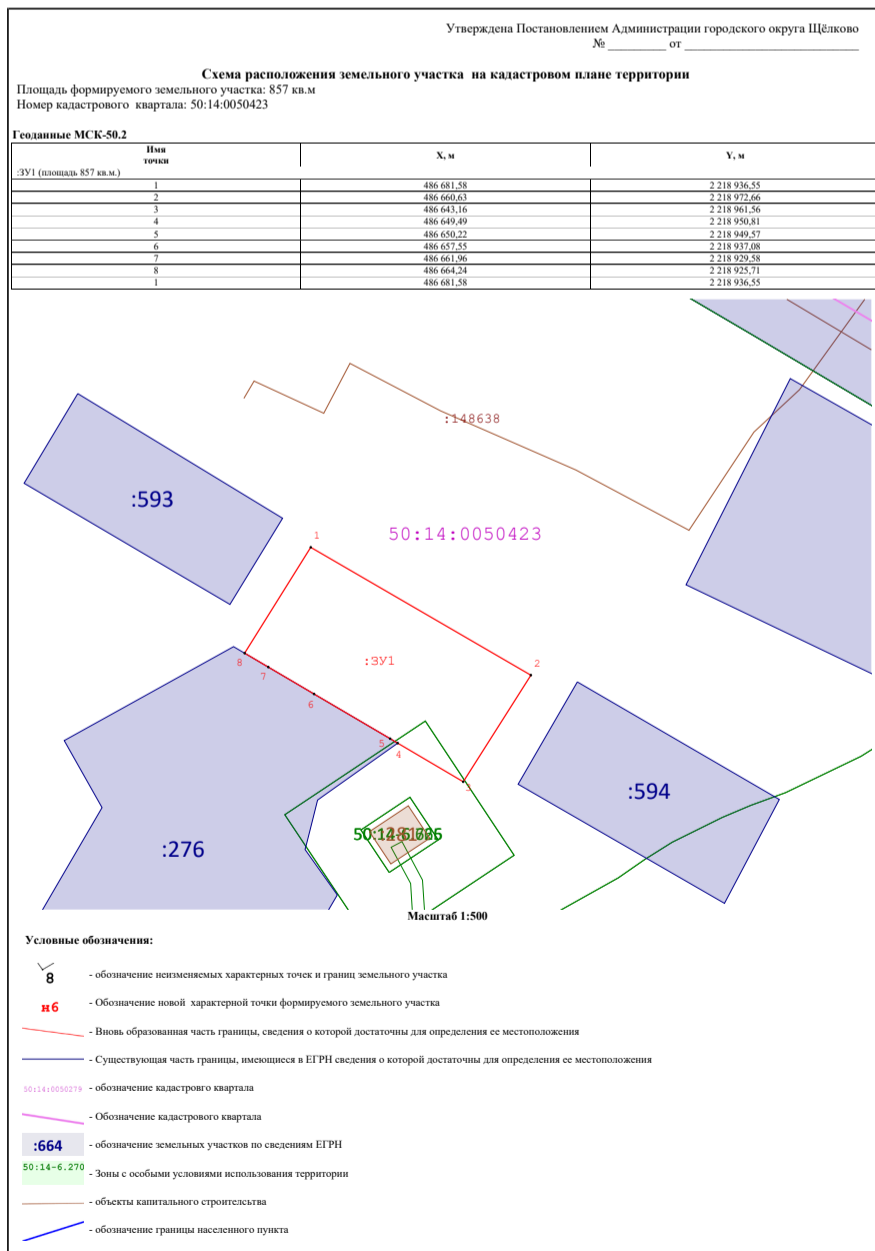 Утверждена Постановлением Администрации городского округа Щёлково
№ _________ от ___________________________
Схема расположения земельного участка на кадастровом плане территории
Площадь формируемого земельного участка: 857 кв.м
Номер кадастрового квартала: 50:14:0050423
Геоданные МСК-50.2
Имя точки X, м Y, м
:ЗУ1 (площадь 857 кв.м.)
1 486 681,58 2 218 936,55
2 486 660,63 2 218 972,66
3 486 643,16 2 218 961,56
4 486 649,49 2 218 950,81
5 486 650,22 2 218 949,57
6 486 657,55 2 218 937,08
7 486 661,96 2 218 929,58
8 486 664,24 2 218 925,71
1 486 681,58 2 218 936,55
:148638
:593
50:14:0050423
1
2
:ЗУ1
8
7
6
5
4
3
:594
:276
Масштаб 1:500
Условные обозначения:
8 - обозначение неизменяемых характерных точек и границ земельного участка
н6 - Обозначение новой характерной точки формируемого земельного участка
- Вновь образованная часть границы, сведения о которой достаточны для определения ее местоположения
- Существующая часть границы, имеющиеся в ЕГРН сведения о которой достаточны для определения ее местоположения
50:14:0050279 - обозначение кадастрвго квартала
- Обозначение кадастрового квартала
:664 - обозначение земельных участков по сведениям ЕГРН
50:14-6.270 - Зоны с особыми условиями использования территории
- объекты капитального строителсьтва
- обозначение границы населенного пункта